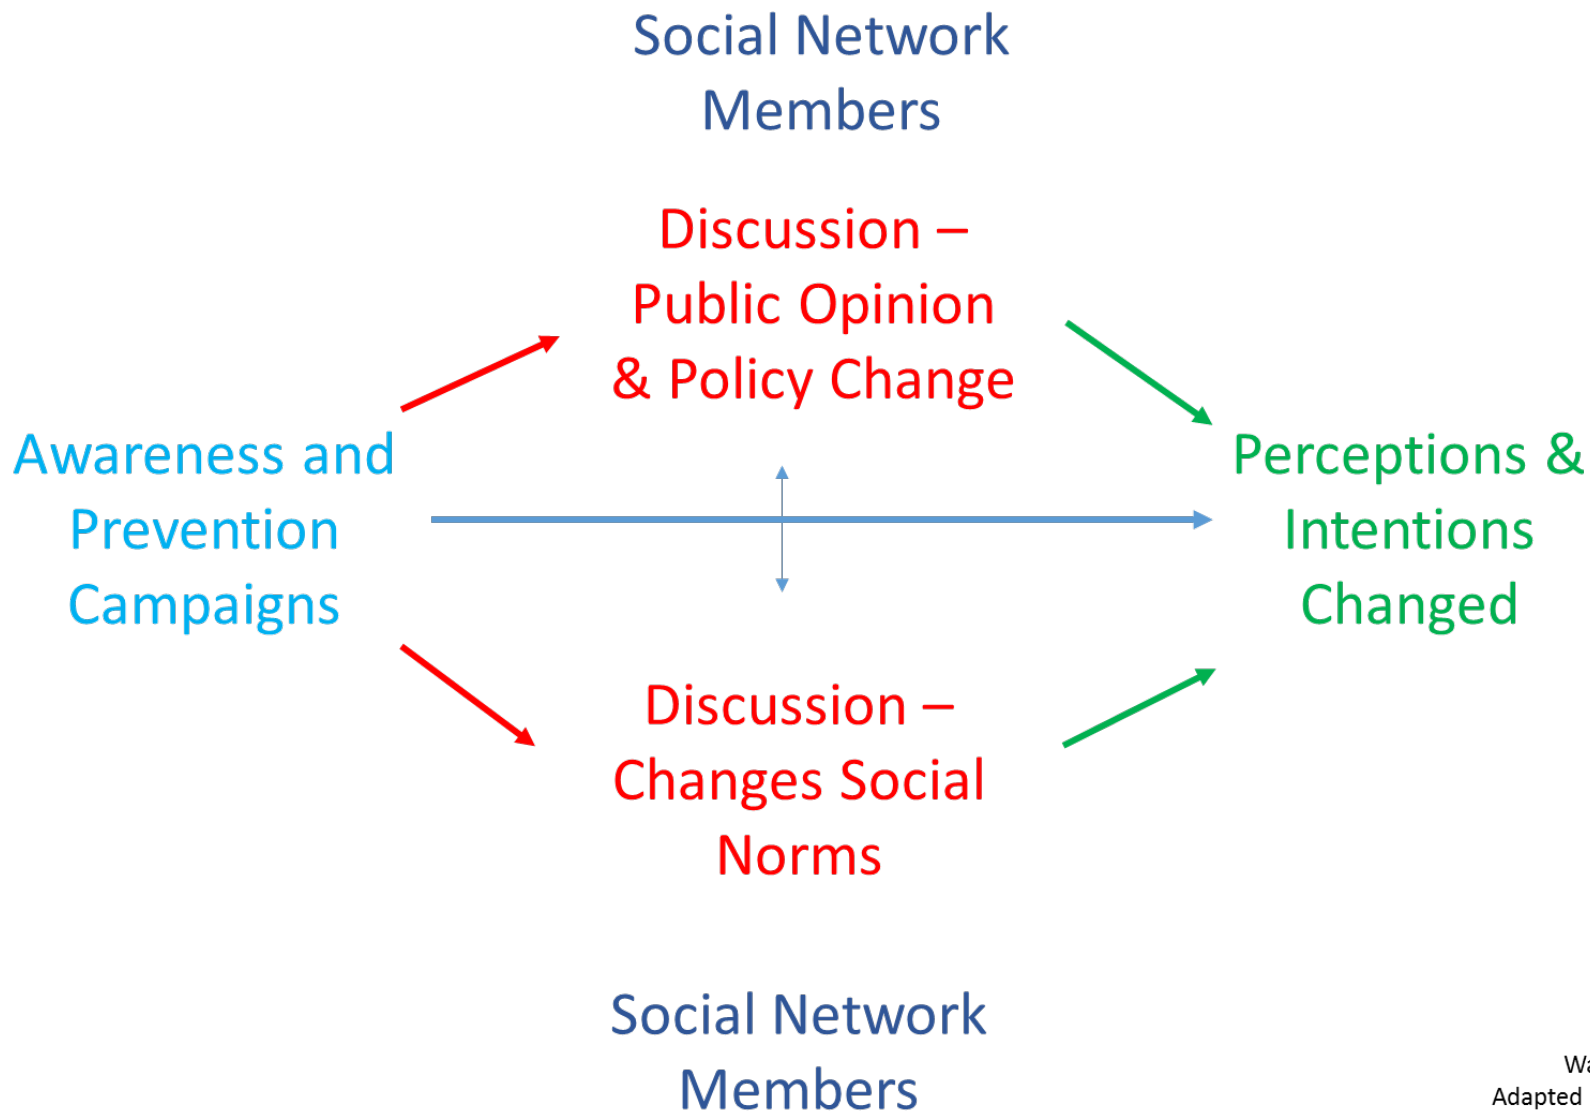 Social Network
Members
Discussion –
Public Opinion
& Policy Change
Awareness and
Prevention
Campaigns
Perceptions &
Intentions
Changed
Discussion –
Changes Social
Norms
Social Network
Members
Adapted